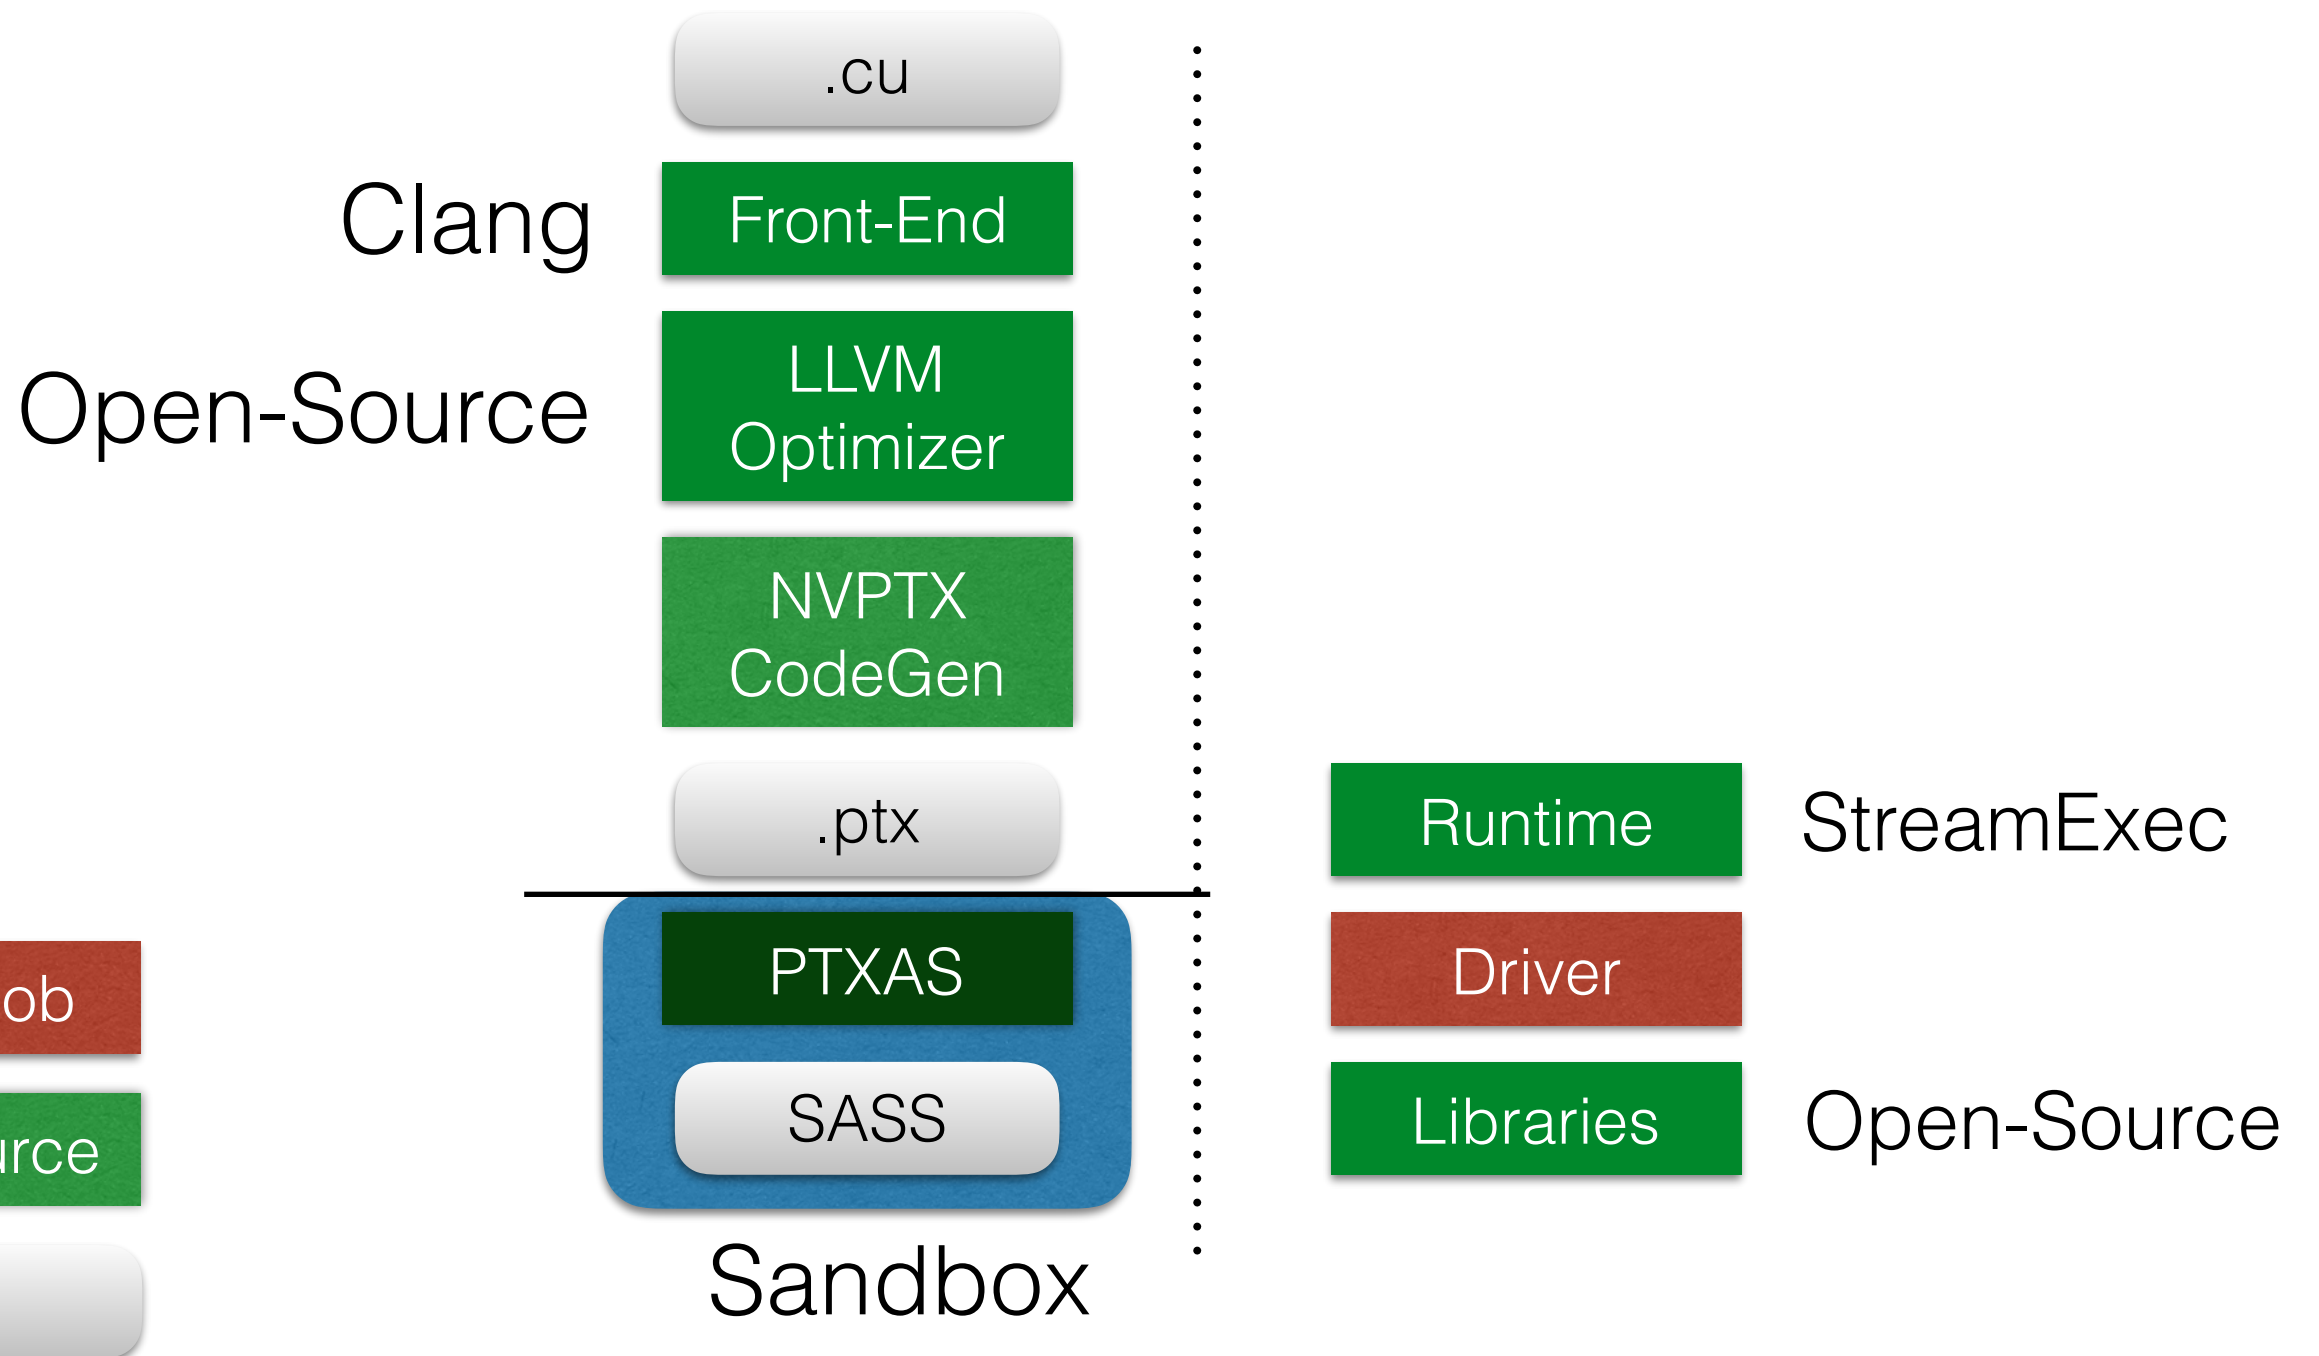 .cu
Clang
Front-End
Open-Source
LLVM
Optimizer
NVPTX
CodeGen
.ptx
Runtime
StreamExec
PTXAS
Driver
SASS
Libraries
Open-Source
Sandbox